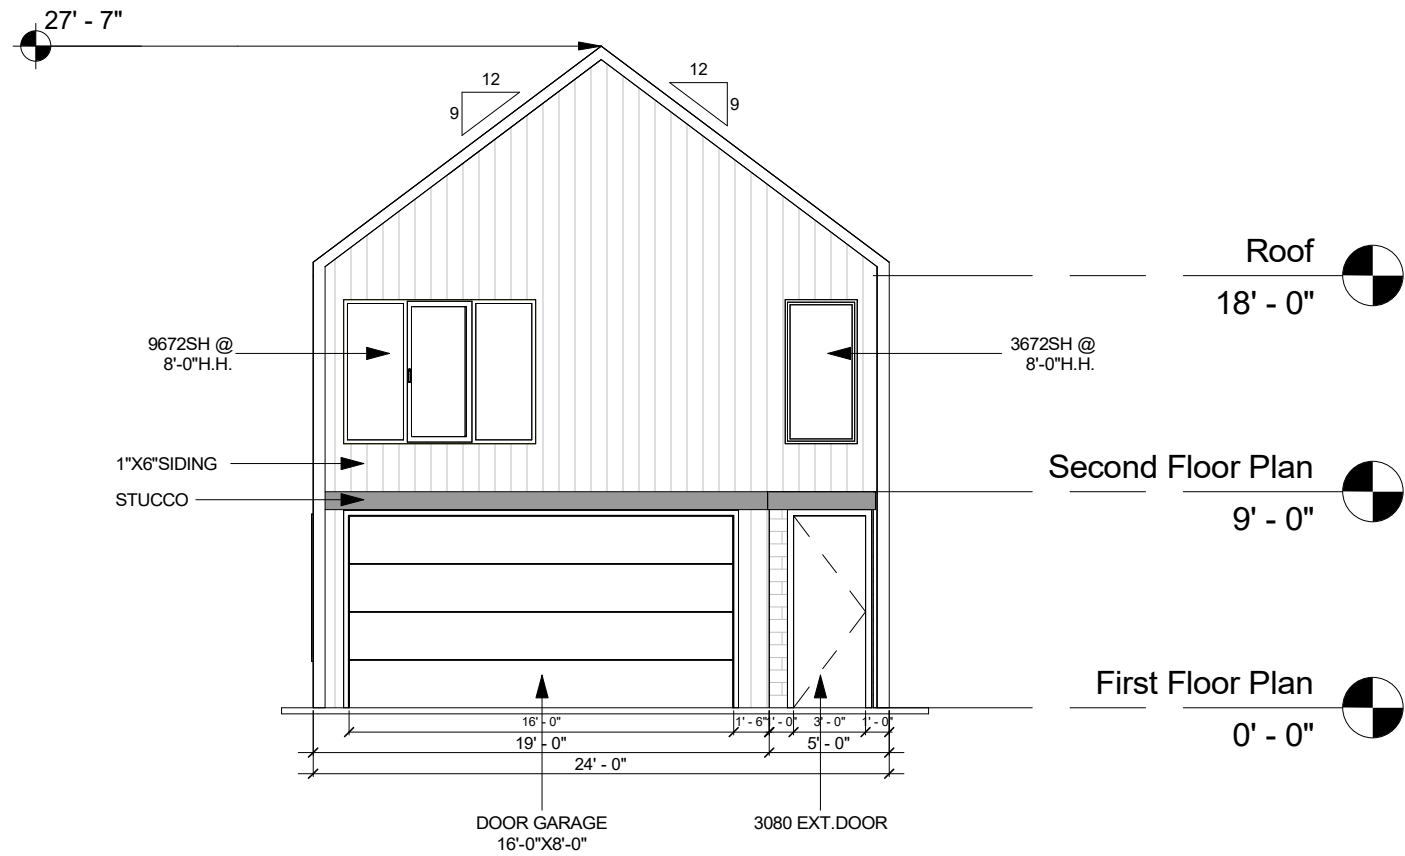 27' - 7"
12
9
12
9
Roof
18' - 0"
9672SH @
8'-0"H.H.
3672SH @
8'-0"H.H.
1"X6"SIDING
STUCCO
Second Floor Plan
9' - 0"
First Floor Plan
0' - 0"
16' - 0"
1' - 6"
' - 0"
3' - 0"
1' - 0"
19' - 0"
5' - 0"
24' - 0"
DOOR GARAGE
16'-0"X8'-0"
3080 EXT.DOOR